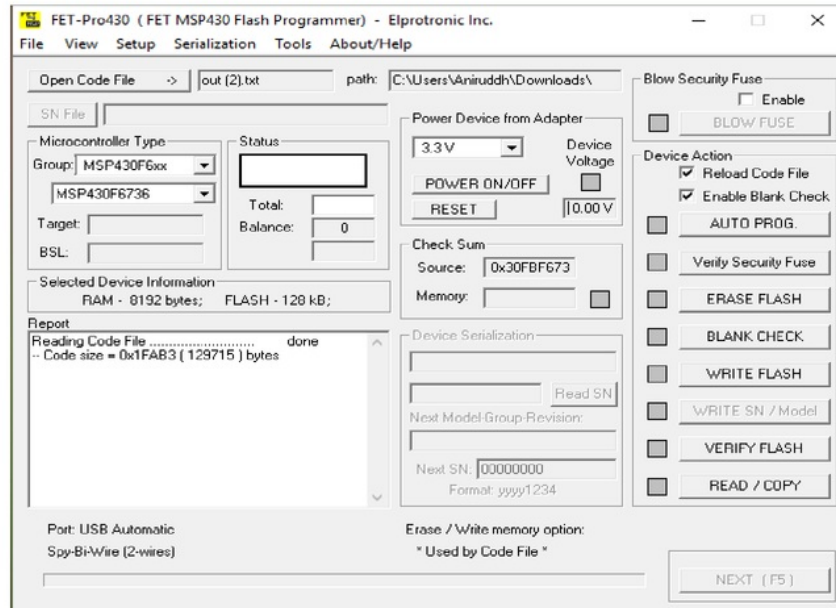 FET-Pro430 ( FET MSP430 Flash Programmer) - Elprotronic Inc.
File View Setup Serialization Tools About/Help
Open Code File -> out (2).txt path: C:\Users\Aniruddh\Downloads\
SN File
Microcontroller Type
Group: MSP430F6xx
MSP430F6736
Target:
BSL:
Status
Total:
Balance: 0
Selected Device Information
RAM - 8192 bytes; FLASH - 128 kB;
Report
Reading Code File ........................... done
-- Code size = 0x1FAB3 ( 129715 ) bytes
Power Device from Adapter
3.3 V
Device
Voltage
POWER ON/OFF
RESET
0.00 V
Check Sum
Source: 0x30FBF673
Memory:
Device Serialization
Read SN
Next Model-Group-Revision:
Next SN: 00000000
Format: yyyy1234
Blow Security Fuse
Enable
BLOW FUSE
Device Action
Reload Code File
Enable Blank Check
AUTO PROG.
Verify Security Fuse
ERASE FLASH
BLANK CHECK
WRITE FLASH
WRITE SN / Model
VERIFY FLASH
READ / COPY
Port: USB Automatic
Spy-Bi-Wire (2-wires)
Erase / Write memory option:
" Used by Code File "
NEXT ( F5 )